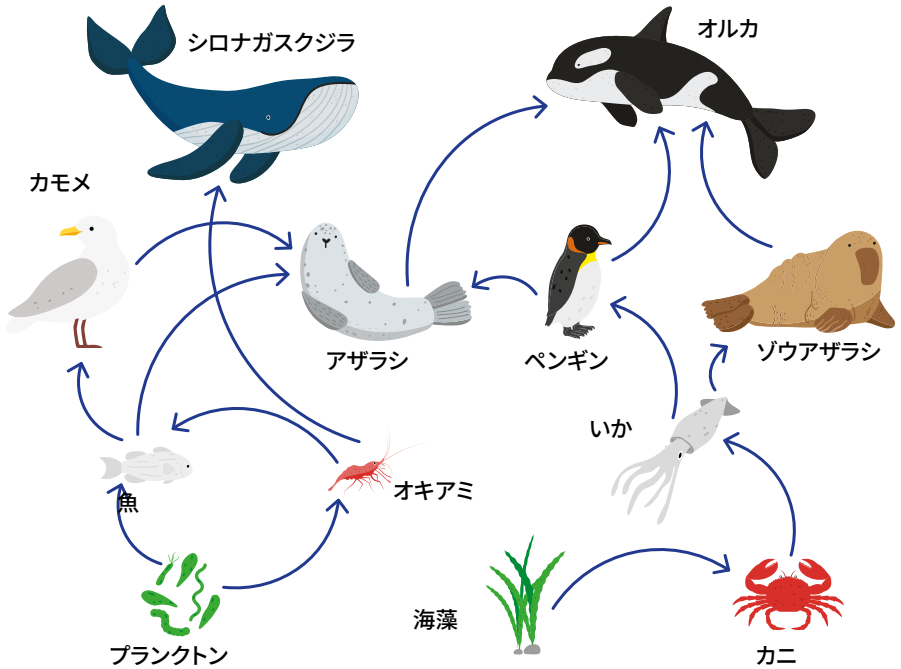 シロナガスクジラ
オルカ
カモメ
アザラシ
ペンギン
ゾウアザラシ
いか
魚
オキアミ
海藻
プランクトン
カニ